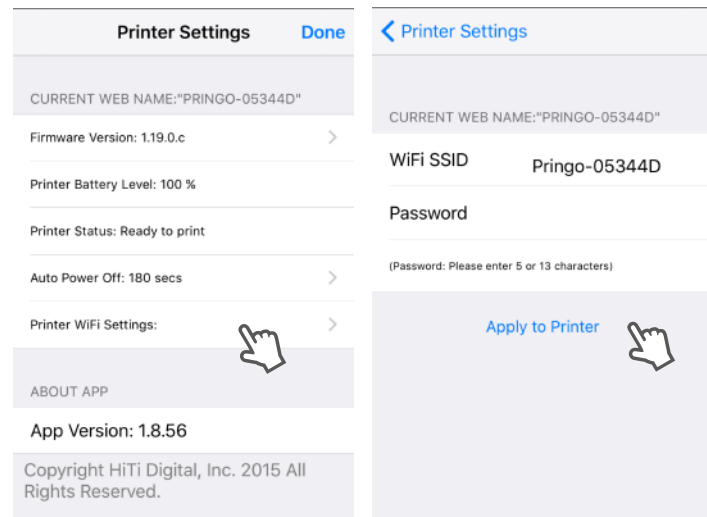 Printer Settings Done
CURRENT WEB NAME:"PRINGO-05344D"
Firmware Version: 1.19.0.c
Printer Battery Level: 100 %
Printer Status: Ready to print
Auto Power Off: 180 secs
Printer WiFi Settings:
ABOUT APP
App Version: 1.8.56
Copyright HiTi Digital, Inc. 2015 All
Rights Reserved.
Printer Settings
CURRENT WEB NAME:"PRINGO-05344D"
WiFi SSID Pringo-05344D
Password
(Password: Please enter 5 or 13 characters)
Apply to Printer